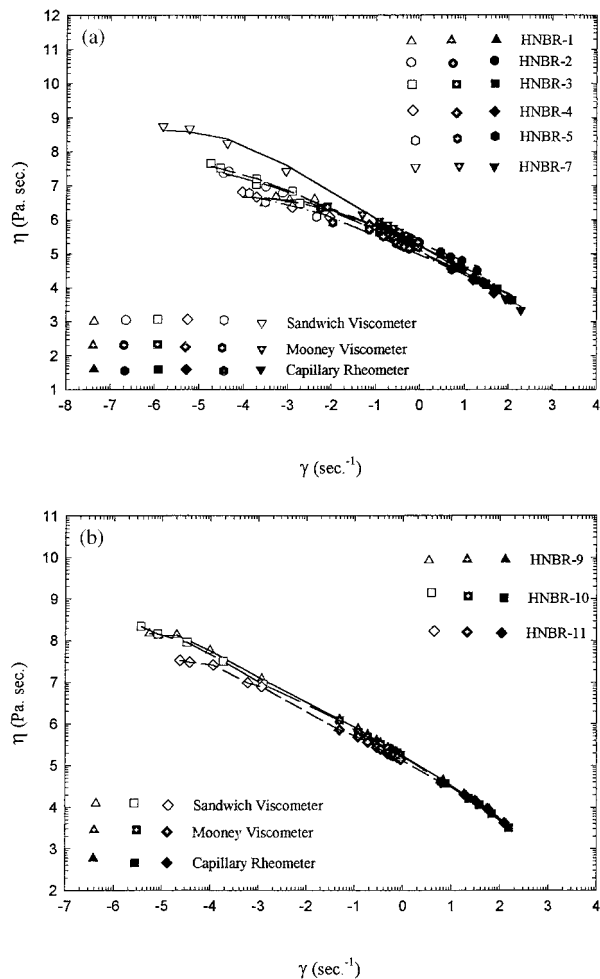 (a)
12
11
10
9
8
7
6
5
4
3
2
1
η (Pa. sec.)
HNBR-1
HNBR-2
HNBR-3
HNBR-4
HNBR-5
HNBR-7
Sandwich Viscometer
Mooney Viscometer
Capillary Rheometer
-8 -7 -6 -5 -4 -3 -2 -1 0 1 2 3
γ (sec.⁻¹)
(b)
11
10
9
8
7
6
5
4
3
2
η (Pa. sec.)
HNBR-9
HNBR-10
HNBR-11
Sandwich Viscometer
Mooney Viscometer
Capillary Rheometer
-7 -6 -5 -4 -3 -2 -1 0 1 2 3
γ (sec.⁻¹)